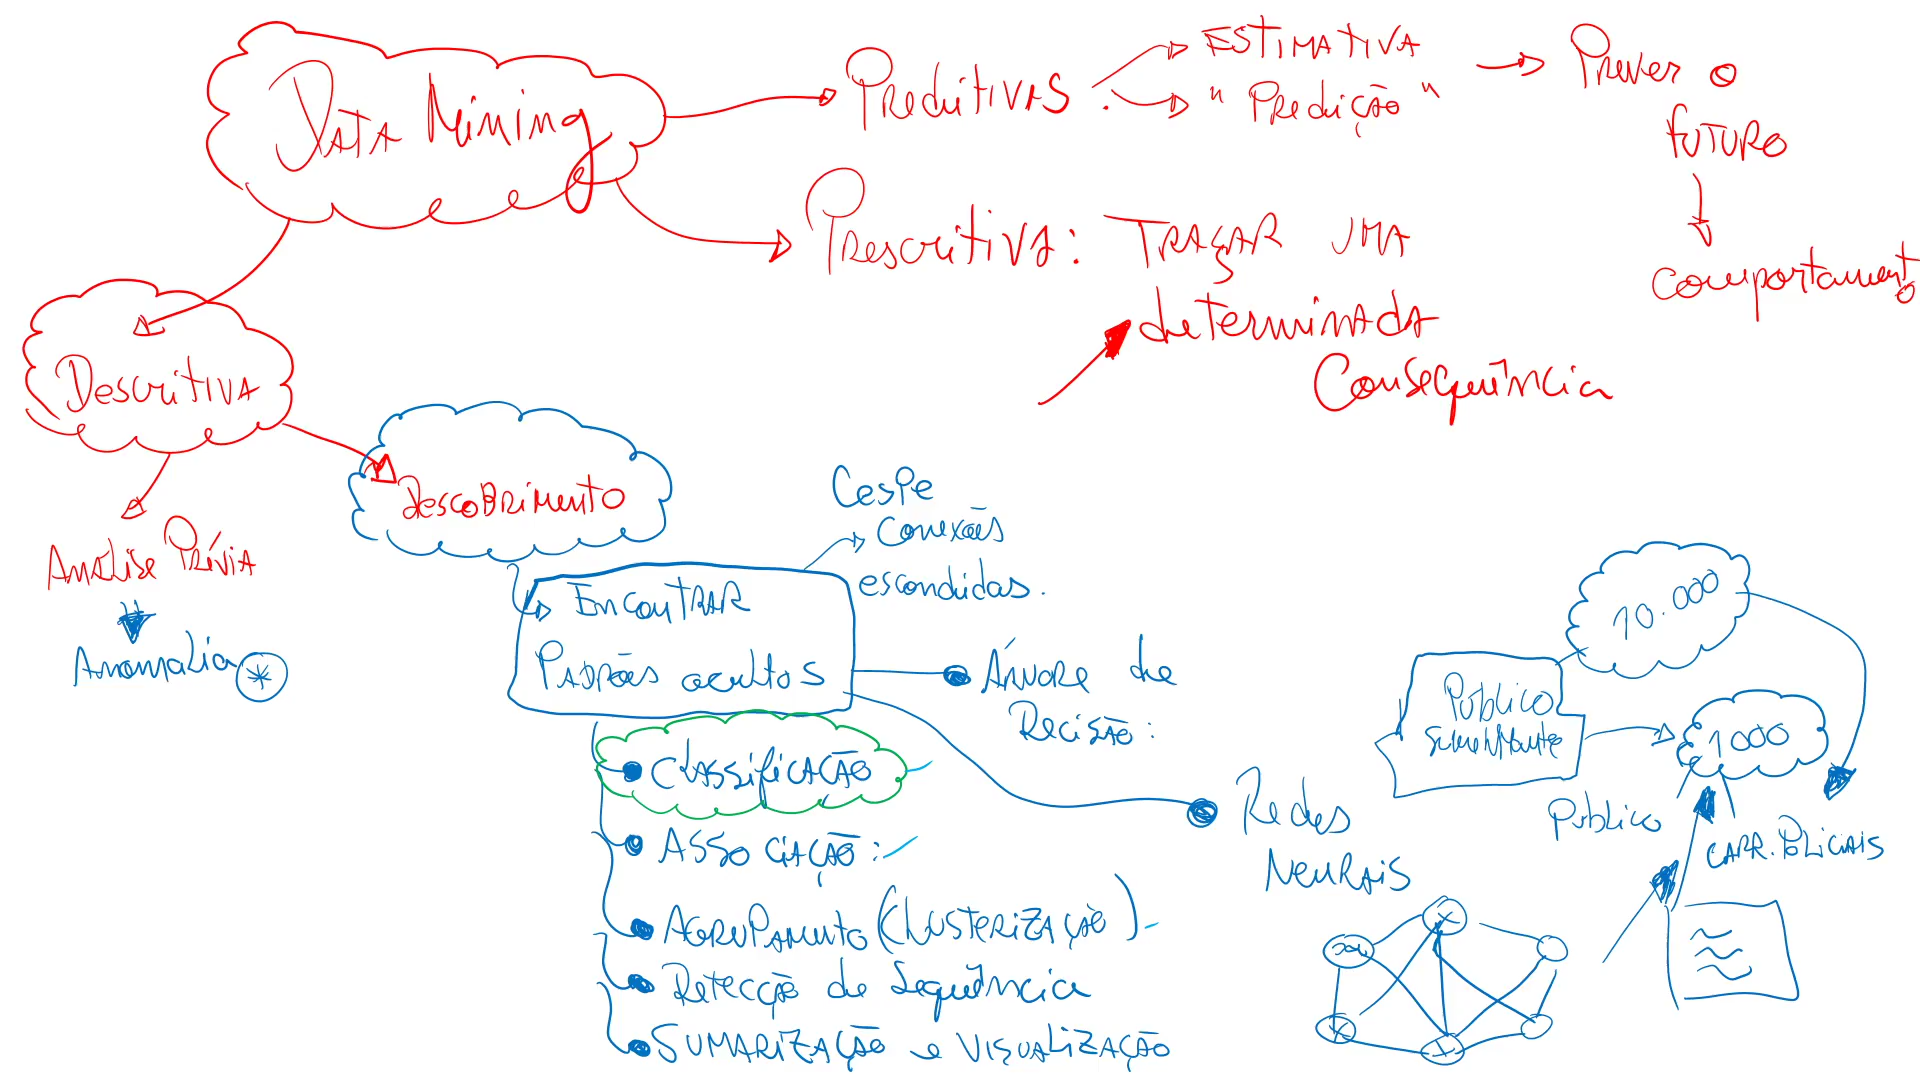 Data Mining
Preditivas
ESTIMATIVA
" Predição "
Prever o
futuro
comportamento
Prescritiva: TRAÇAR UMA
determinada
Consequência
Descritiva
Descobrimento
Análise Prévia
Anomalia *
Cespe
Conexões
escondidas.
Encontrar
Padrões ocultos
Árvore de
Decisão:
Classificação
Associação:
Agrupamento (Clusterização)
Detecção de Sequência
Sumarização e Visualização
Redes
Neurais
10.000
Público
1000
Público
Carr. Policiais